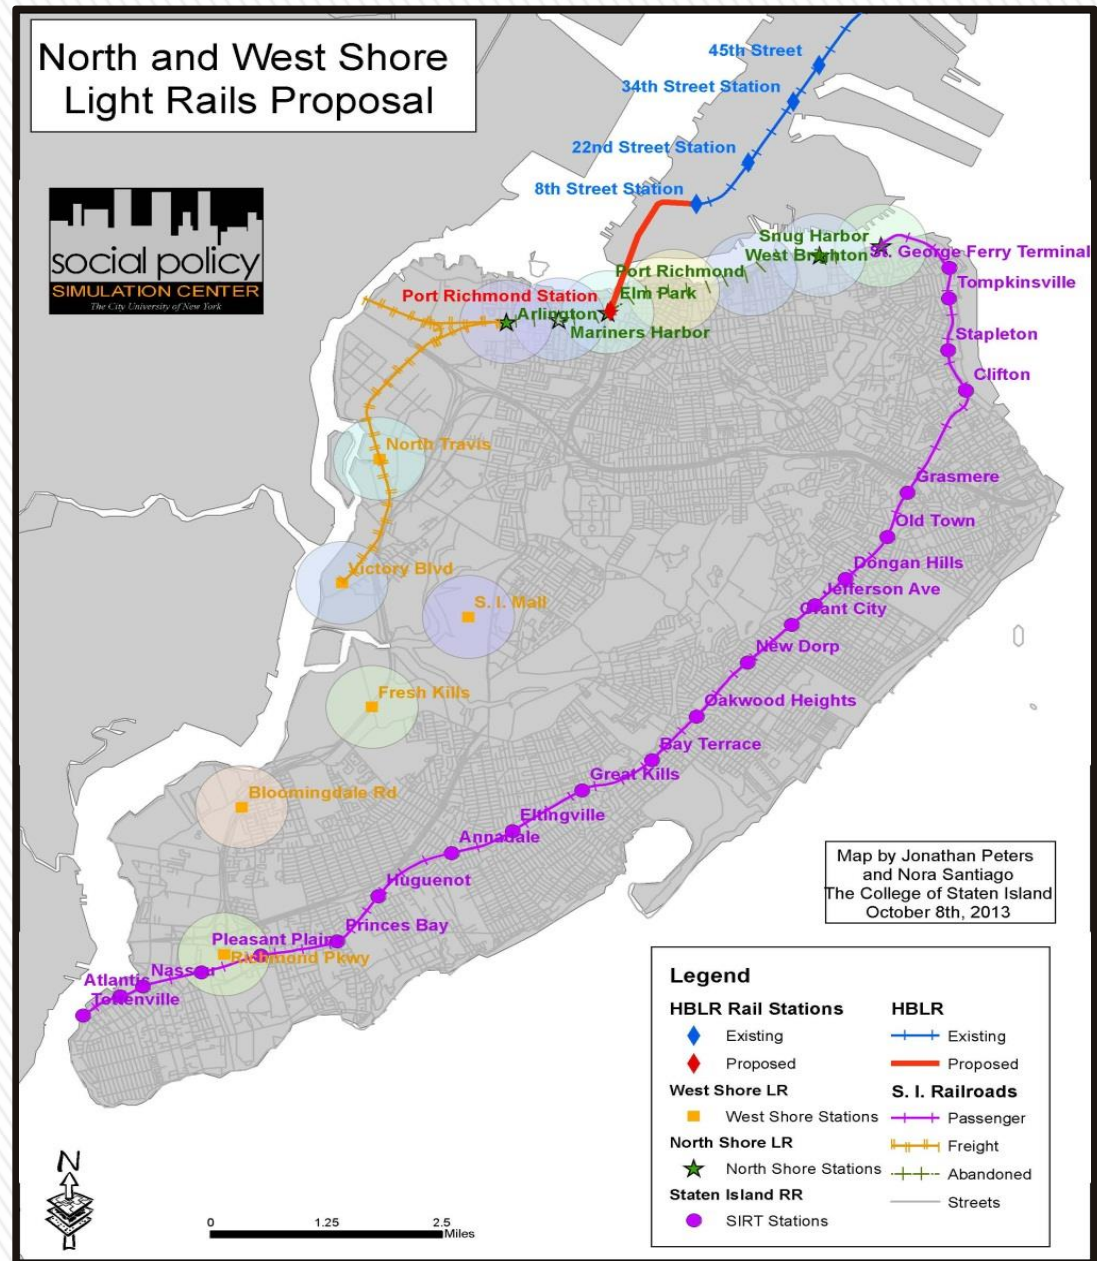 North and West Shore
Light Rails Proposal
social policy
SIMULATION CENTER
The City University of New York
45th Street
34th Street Station
22nd Street Station
8th Street Station
Snug Harbor
St. George Ferry Terminal
West Brighton
Port Richmond
Tompkinsville
Elm Park
Port Richmond Station
Arlington
Mariners Harbor
Stapleton
Clifton
North Travis
Grasmere
Old Town
Dongan Hills
Victory Blvd
Jefferson Ave
S. I. Mall
Grant City
New Dorp
Fresh Kills
Oakwood Heights
Bay Terrace
Great Kills
Bloomingdale Rd
Eltingville
Annadale
Huguenot
Princes Bay
Pleasant Plain
Richmond Pkwy
Nassau
Atlantic
Tottenville
Map by Jonathan Peters
and Nora Santiago
The College of Staten Island
October 8th, 2013
Legend
HBLR Rail Stations
Existing
Proposed
West Shore LR
West Shore Stations
North Shore LR
North Shore Stations
Staten Island RR
SIRT Stations
HBLR
Existing
Proposed
S. I. Railroads
Passenger
Freight
Abandoned
Streets
N
0 1.25 2.5
Miles